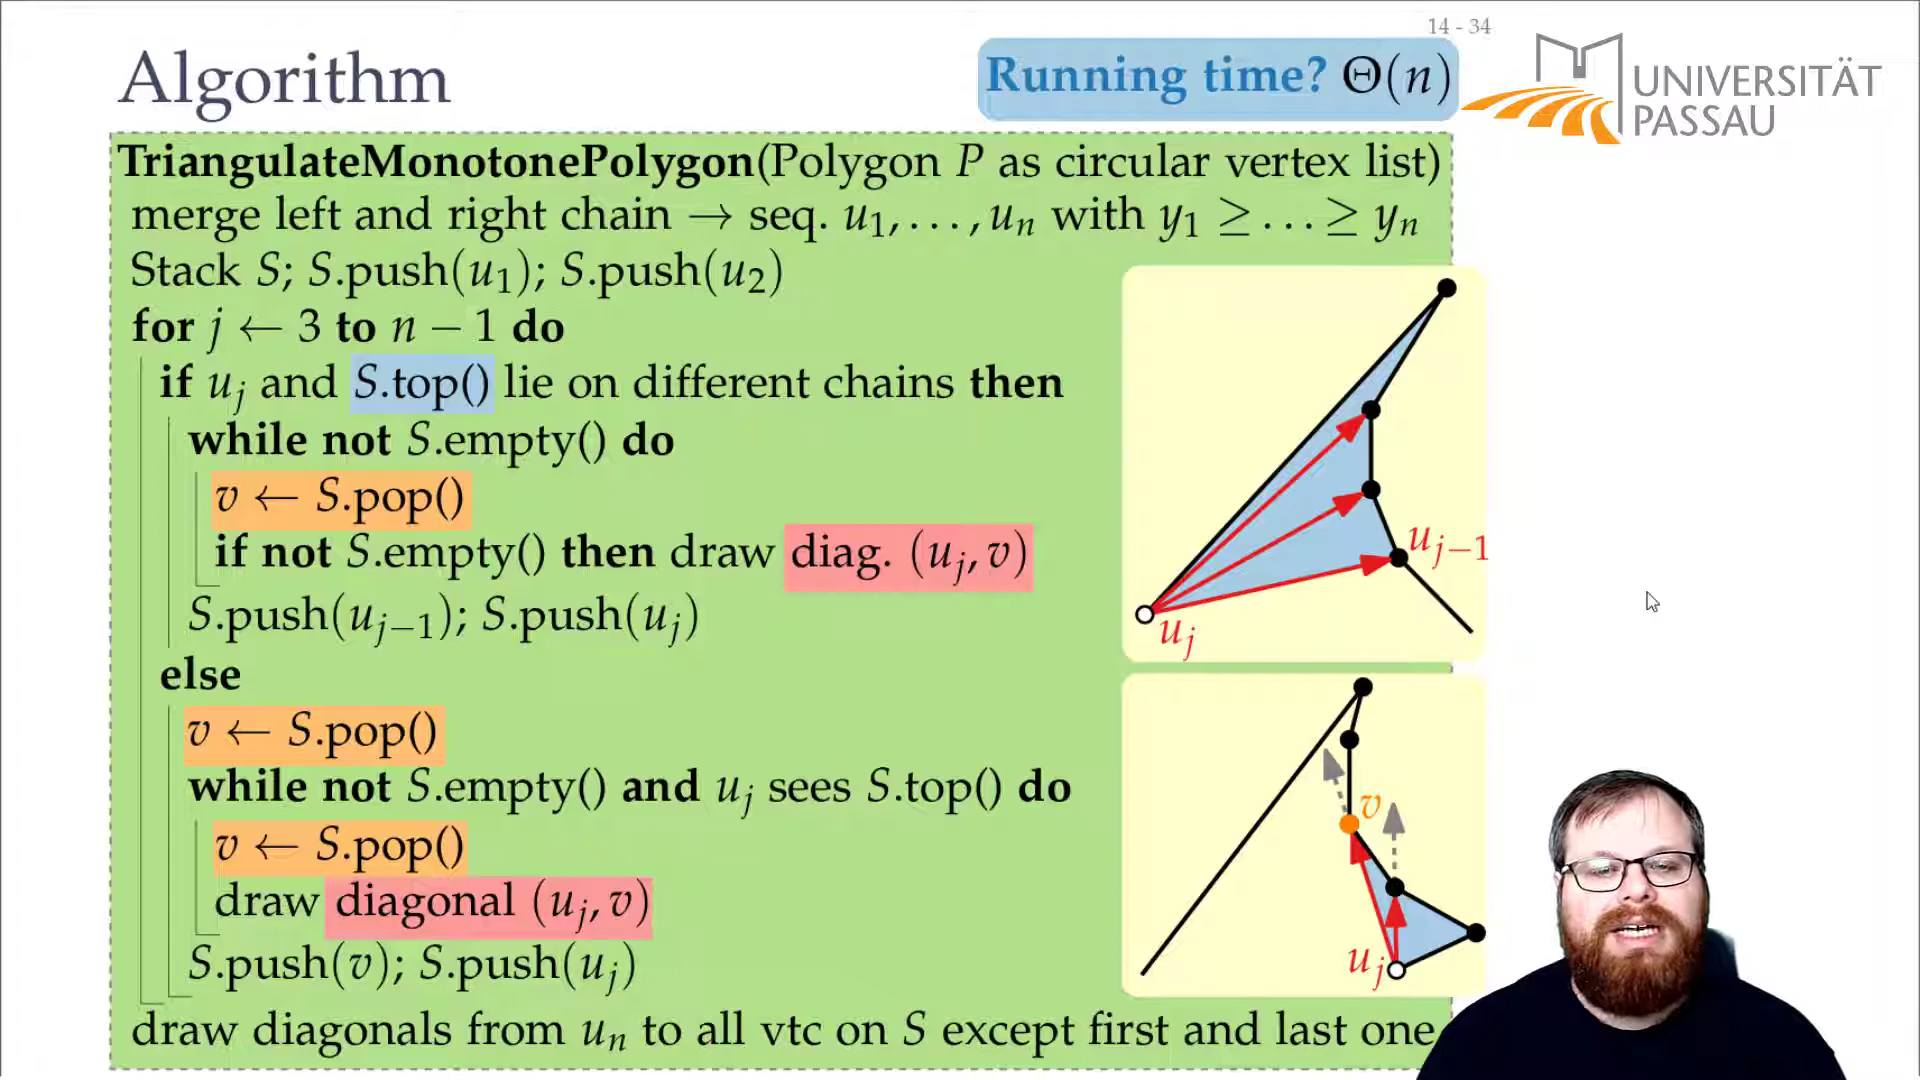 14 - 34
Algorithm
Running time? Θ(n)
UNIVERSITÄT
PASSAU
TriangulateMonotonePolygon(Polygon P as circular vertex list)
merge left and right chain → seq. u₁, . . . , uₙ with y₁ ≥ . . . ≥ yₙ
Stack S; S.push(u₁); S.push(u₂)
for j ← 3 to n − 1 do
if uⱼ and S.top() lie on different chains then
while not S.empty() do
v ← S.pop()
if not S.empty() then draw diag. (uⱼ, v)
S.push(uⱼ₋₁); S.push(uⱼ)
else
v ← S.pop()
while not S.empty() and uⱼ sees S.top() do
v ← S.pop()
draw diagonal (uⱼ, v)
S.push(v); S.push(uⱼ)
draw diagonals from uₙ to all vtc on S except first and last one
uⱼ₋₁
uⱼ
v
uⱼ